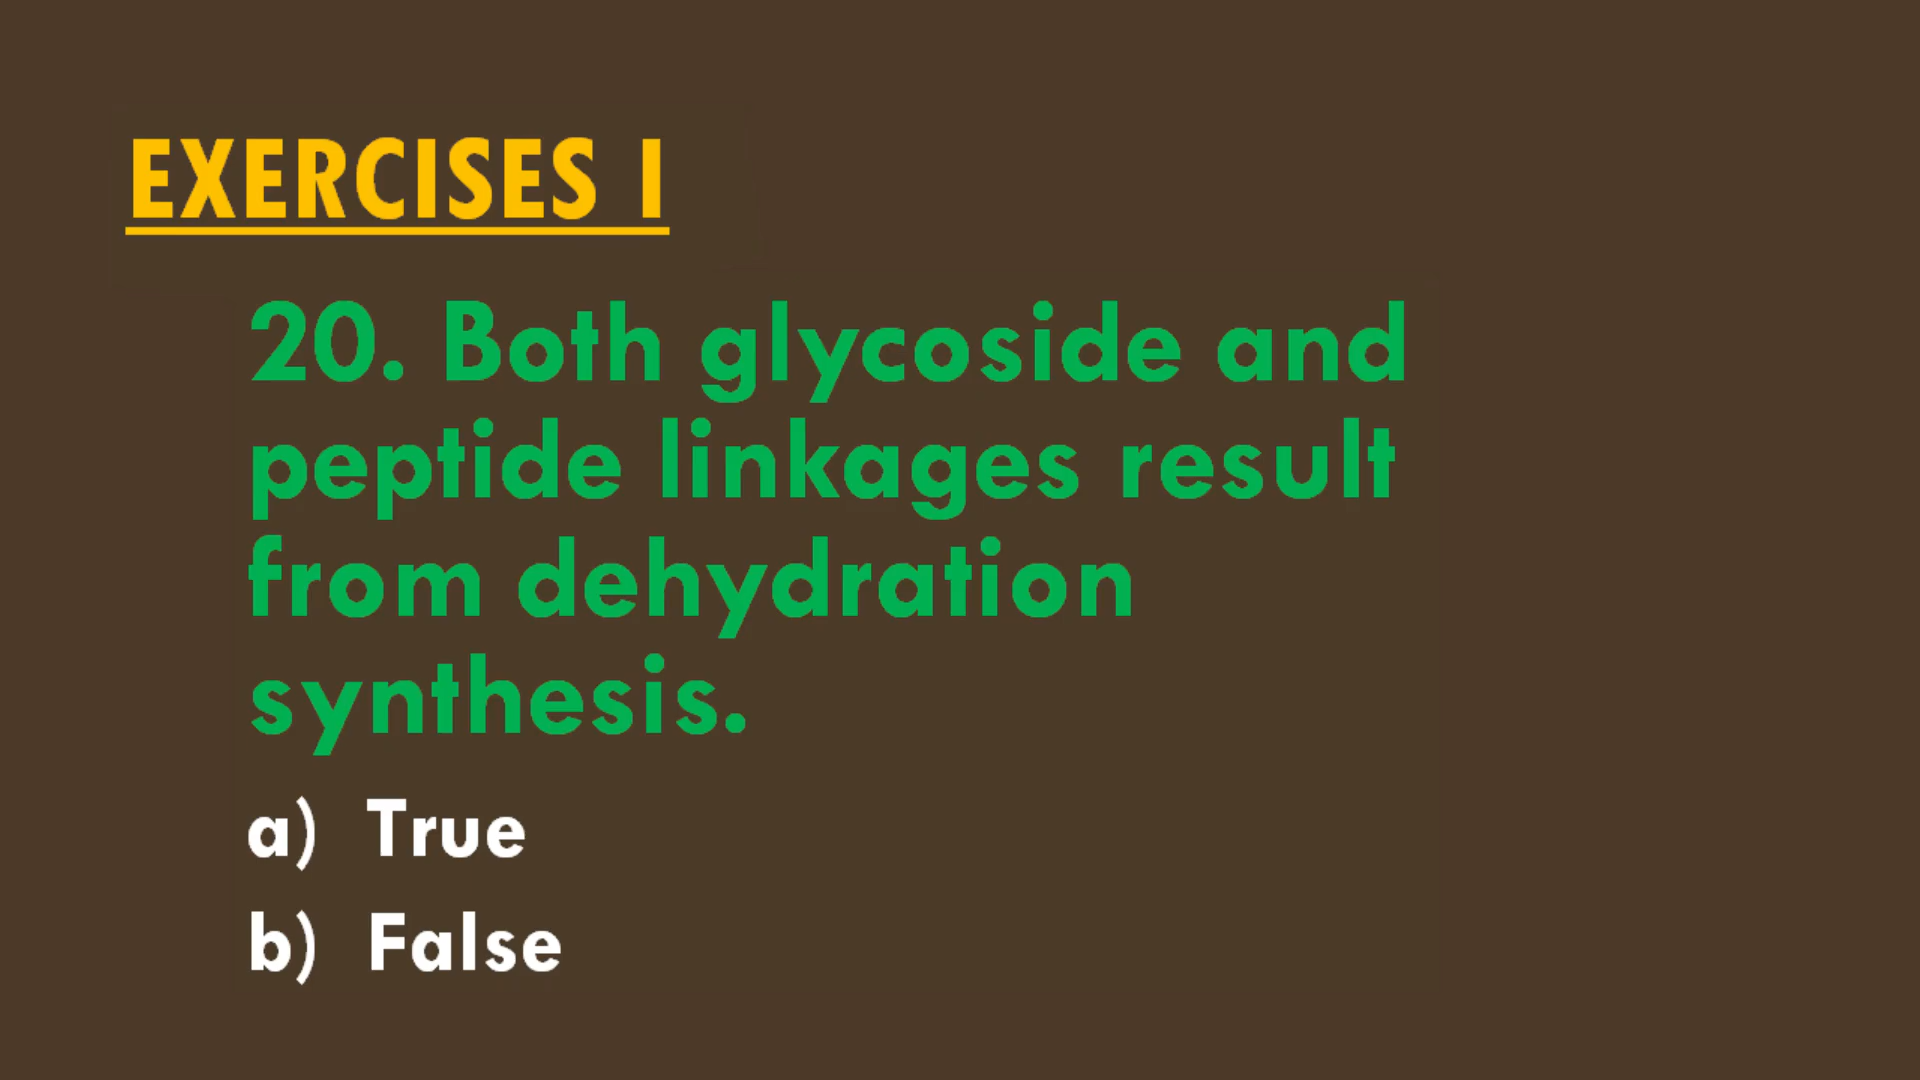 EXERCISES I
20. Both glycoside and
peptide linkages result
from dehydration
synthesis.
a) True
b) False